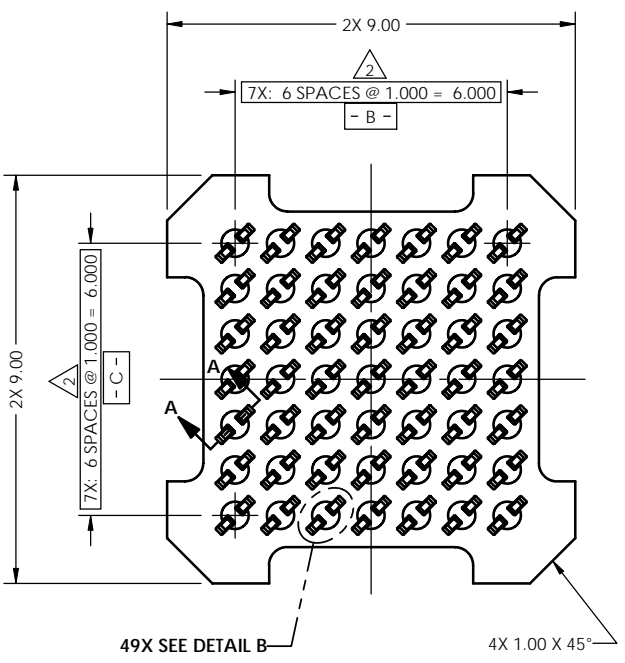 2X 9.00
2
7X: 6 SPACES @ 1.000 = 6.000
- B -
2X 9.00
2
7X: 6 SPACES @ 1.000 = 6.000
- C -
A
A
49X SEE DETAIL B
4X 1.00 X 45°